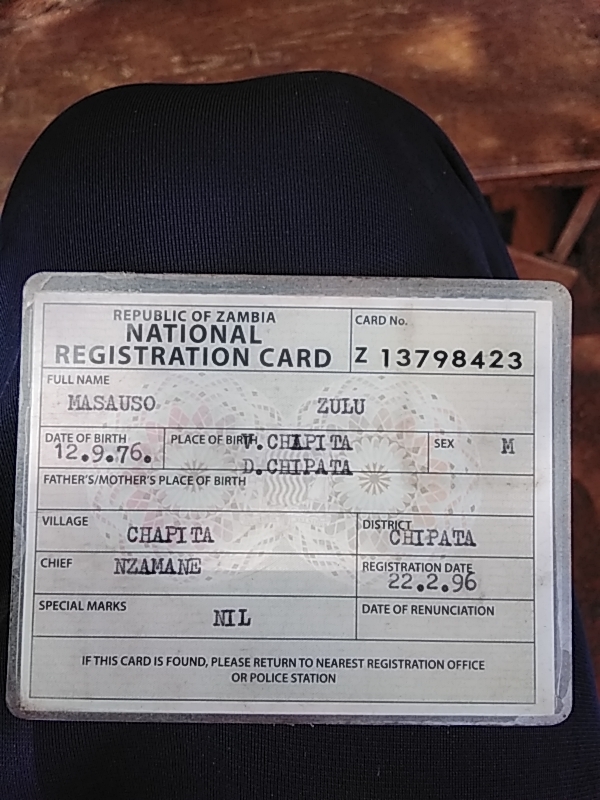 REPUBLIC OF ZAMBIA
NATIONAL
REGISTRATION CARD
CARD No.
Z 13798423
FULL NAME
MASAUSO ZULU
DATE OF BIRTH
12.9.76.
PLACE OF BIRTH
V.CHIPITA
D.CHIPATA
SEX M
FATHER'S/MOTHER'S PLACE OF BIRTH
VILLAGE CHAPITA
DISTRICT CHIPATA
CHIEF NZAMANE
REGISTRATION DATE
22.2.96
SPECIAL MARKS NIL
DATE OF RENUNCIATION
IF THIS CARD IS FOUND, PLEASE RETURN TO NEAREST REGISTRATION OFFICE
OR POLICE STATION